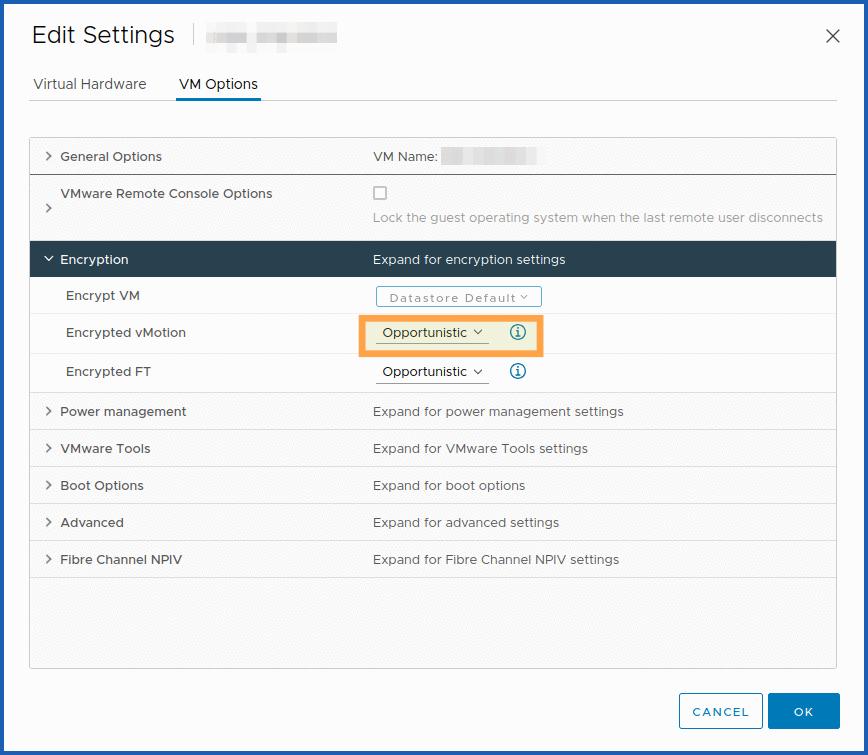 Edit Settings
Virtual Hardware VM Options
General Options VM Name:
VMware Remote Console Options
Lock the guest operating system when the last remote user disconnects
Encryption Expand for encryption settings
Encrypt VM Datastore Default
Encrypted vMotion Opportunistic
Encrypted FT Opportunistic
Power management Expand for power management settings
VMware Tools Expand for VMware Tools settings
Boot Options Expand for boot options
Advanced Expand for advanced settings
Fibre Channel NPIV Expand for Fibre Channel NPIV settings
CANCEL OK